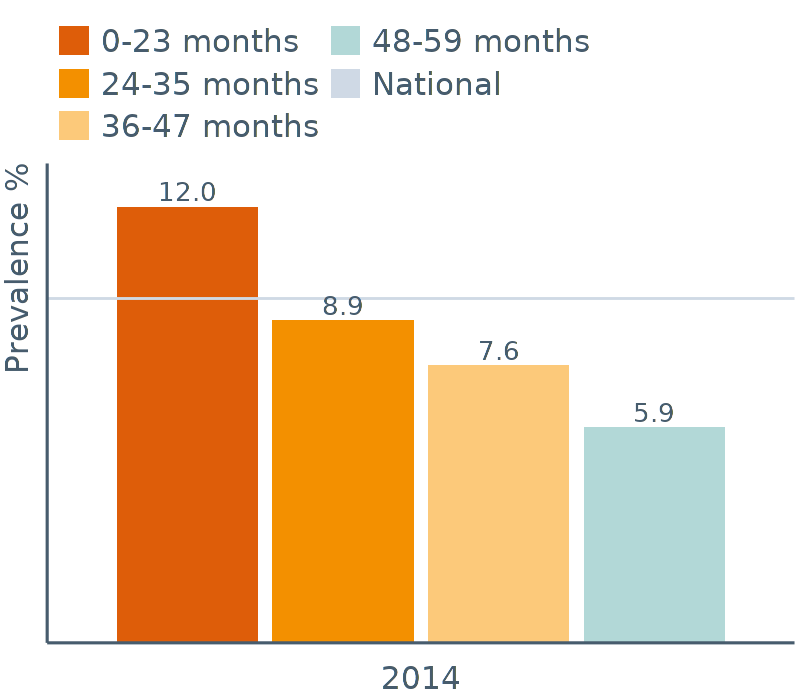 0-23 months
24-35 months
36-47 months
48-59 months
National
Prevalence %
12.0
8.9
7.6
5.9
2014